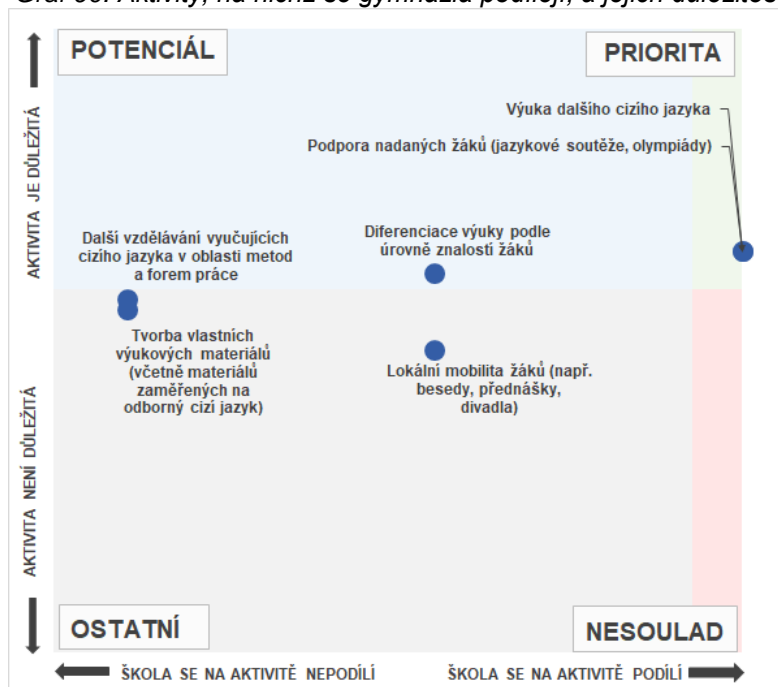 Graf 90: Aktivity, na nichž se gymnázia podílejí, a jejich důležitost
POTENCIÁL
PRIORITA
Výuka dalšího cizího jazyka
Podpora nadaných žáků (jazykové soutěže, olympiády)
AKTIVITA JE DŮLEŽITÁ
Další vzdělávání vyučujících
cizího jazyka v oblasti metod
a forem práce
Diferenciace výuky podle
úrovně znalostí žáků
Tvorba vlastních
výukových materiálů
(včetně materiálů
zaměřených na
odborný cizí jazyk)
Lokální mobilita žáků (např.
besedy, přednášky,
divadla)
AKTIVITA NENÍ DŮLEŽITÁ
OSTATNÍ
NESOULAD
ŠKOLA SE NA AKTIVITĚ NEPODÍLÍ
ŠKOLA SE NA AKTIVITĚ PODÍLÍ